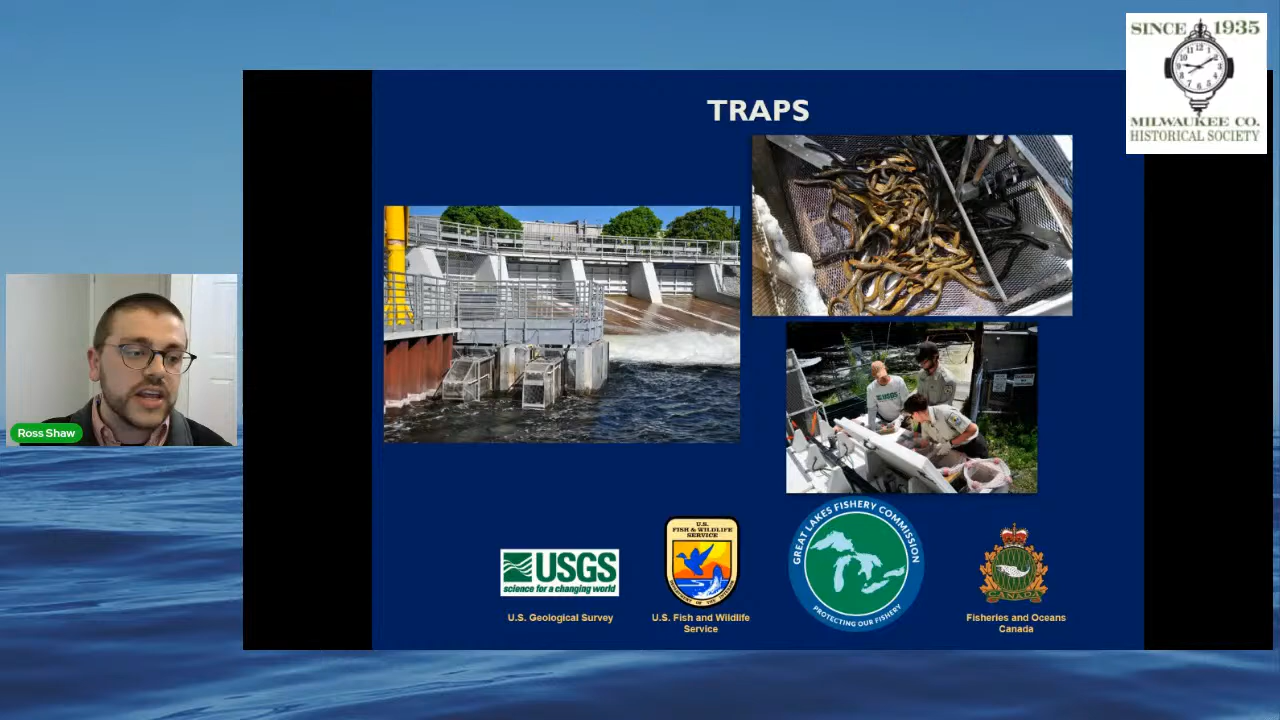 SINCE 1935
MILWAUKEE CO.
HISTORICAL SOCIETY
TRAPS
Ross Shaw
USGS
USGS
science for a changing world
U.S. Geological Survey
U.S.
FISH & WILDLIFE
SERVICE
U.S. Fish and Wildlife
Service
GREAT LAKES FISHERY COMMISSION
PROTECTING OUR FISHERY
CANADA
Fisheries and Oceans
Canada